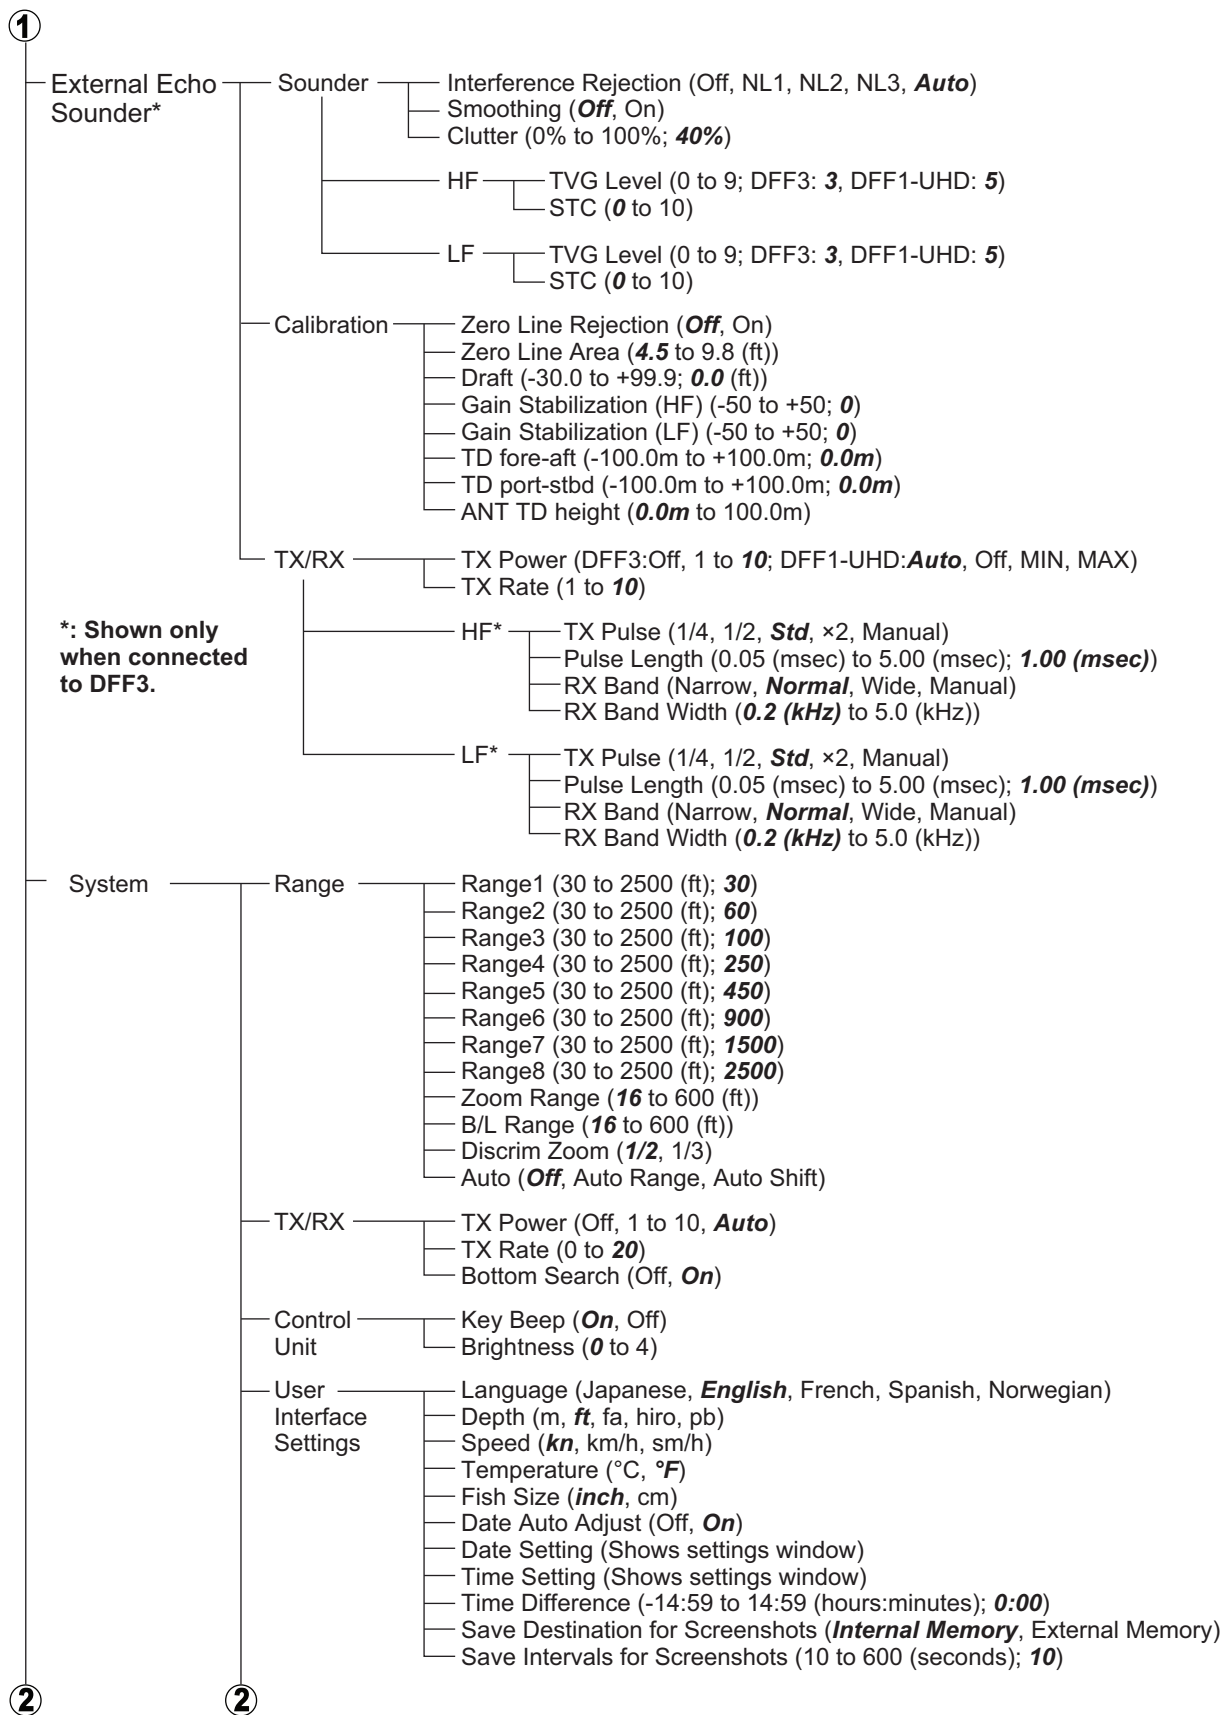 1
External Echo Sounder*
Sounder
Interference Rejection (Off, NL1, NL2, NL3, Auto)
Smoothing (Off, On)
Clutter (0% to 100%; 40%)
HF
TVG Level (0 to 9; DFF3: 3, DFF1-UHD: 5)
STC (0 to 10)
LF
TVG Level (0 to 9; DFF3: 3, DFF1-UHD: 5)
STC (0 to 10)
Calibration
Zero Line Rejection (Off, On)
Zero Line Area (4.5 to 9.8 (ft))
Draft (-30.0 to +99.9; 0.0 (ft))
Gain Stabilization (HF) (-50 to +50; 0)
Gain Stabilization (LF) (-50 to +50; 0)
TD fore-aft (-100.0m to +100.0m; 0.0m)
TD port-stbd (-100.0m to +100.0m; 0.0m)
ANT TD height (0.0m to 100.0m)
TX/RX
TX Power (DFF3:Off, 1 to 10; DFF1-UHD:Auto, Off, MIN, MAX)
TX Rate (1 to 10)
*: Shown only
when connected
to DFF3.
HF*
TX Pulse (1/4, 1/2, Std, ×2, Manual)
Pulse Length (0.05 (msec) to 5.00 (msec); 1.00 (msec))
RX Band (Narrow, Normal, Wide, Manual)
RX Band Width (0.2 (kHz) to 5.0 (kHz))
LF*
TX Pulse (1/4, 1/2, Std, ×2, Manual)
Pulse Length (0.05 (msec) to 5.00 (msec); 1.00 (msec))
RX Band (Narrow, Normal, Wide, Manual)
RX Band Width (0.2 (kHz) to 5.0 (kHz))
System
Range
Range1 (30 to 2500 (ft); 30)
Range2 (30 to 2500 (ft); 60)
Range3 (30 to 2500 (ft); 100)
Range4 (30 to 2500 (ft); 250)
Range5 (30 to 2500 (ft); 450)
Range6 (30 to 2500 (ft); 900)
Range7 (30 to 2500 (ft); 1500)
Range8 (30 to 2500 (ft); 2500)
Zoom Range (16 to 600 (ft))
B/L Range (16 to 600 (ft))
Discrim Zoom (1/2, 1/3)
Auto (Off, Auto Range, Auto Shift)
TX/RX
TX Power (Off, 1 to 10, Auto)
TX Rate (0 to 20)
Bottom Search (Off, On)
Control
Unit
Key Beep (On, Off)
Brightness (0 to 4)
User
Interface
Settings
Language (Japanese, English, French, Spanish, Norwegian)
Depth (m, ft, fa, hiro, pb)
Speed (kn, km/h, sm/h)
Temperature (°C, °F)
Fish Size (inch, cm)
Date Auto Adjust (Off, On)
Date Setting (Shows settings window)
Time Setting (Shows settings window)
Time Difference (-14:59 to 14:59 (hours:minutes); 0:00)
Save Destination for Screenshots (Internal Memory, External Memory)
Save Intervals for Screenshots (10 to 600 (seconds); 10)
2
2